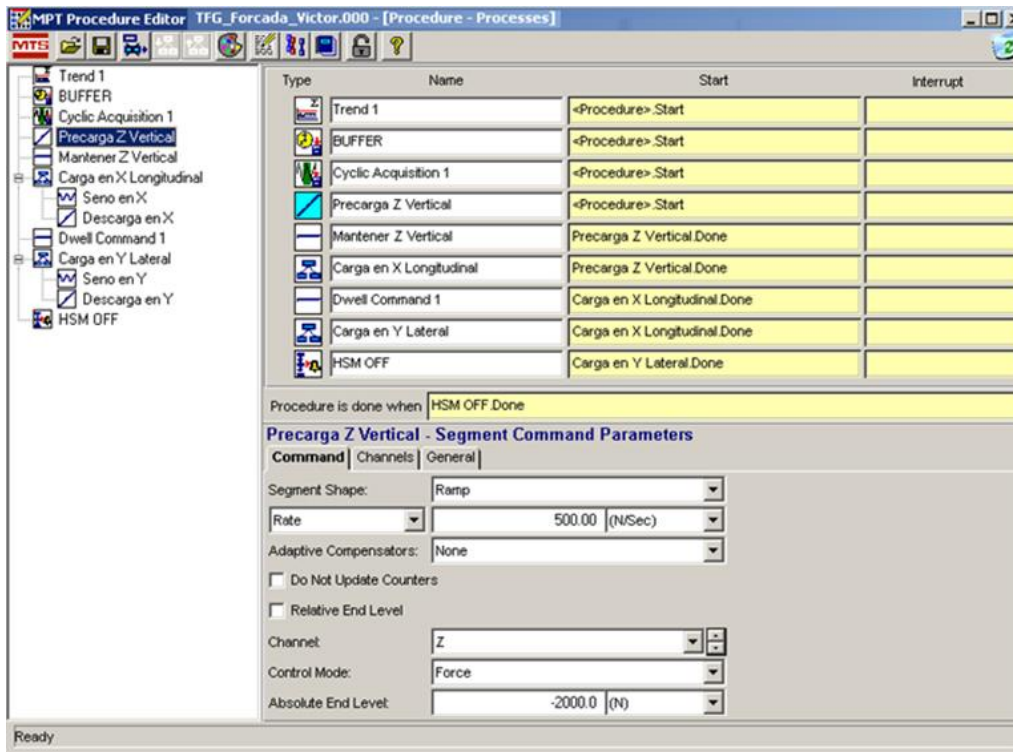 MPT Procedure Editor TFG_Forcada_Victor.000 - [Procedure - Processes]
MTS
Trend 1
BUFFER
Cyclic Acquisition 1
Precarga Z Vertical
Mantener Z Vertical
Carga en X Longitudinal
Seno en X
Descarga en X
Dwell Command 1
Carga en Y Lateral
Seno en Y
Descarga en Y
HSM OFF
Type Name Start Interrupt
Trend 1 <Procedure>.Start
BUFFER <Procedure>.Start
Cyclic Acquisition 1 <Procedure>.Start
Precarga Z Vertical <Procedure>.Start
Mantener Z Vertical Precarga Z Vertical.Done
Carga en X Longitudinal Precarga Z Vertical.Done
Dwell Command 1 Carga en X Longitudinal.Done
Carga en Y Lateral Carga en X Longitudinal.Done
HSM OFF Carga en Y Lateral.Done
Procedure is done when HSM OFF.Done
Precarga Z Vertical - Segment Command Parameters
Command Channels General
Segment Shape: Ramp
Rate 500.00 (N/Sec)
Adaptive Compensators: None
Do Not Update Counters
Relative End Level
Channel: Z
Control Mode: Force
Absolute End Level: -2000.0 (N)
Ready